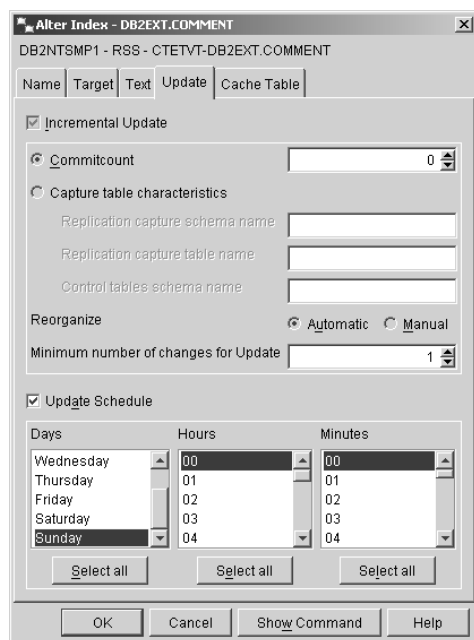 Alter Index - DB2EXT.COMMENT
DB2NTSMP1 - RSS - CTETVT-DB2EXT.COMMENT
Name Target Text Update Cache Table
Incremental Update
Commitcount 0
Capture table characteristics
Replication capture schema name
Replication capture table name
Control tables schema name
Reorganize Automatic Manual
Minimum number of changes for Update 1
Update Schedule
Days Hours Minutes
Wednesday 00 00
Thursday 01 01
Friday 02 02
Saturday 03 03
Sunday 04 04
Select all Select all Select all
OK Cancel Show Command Help